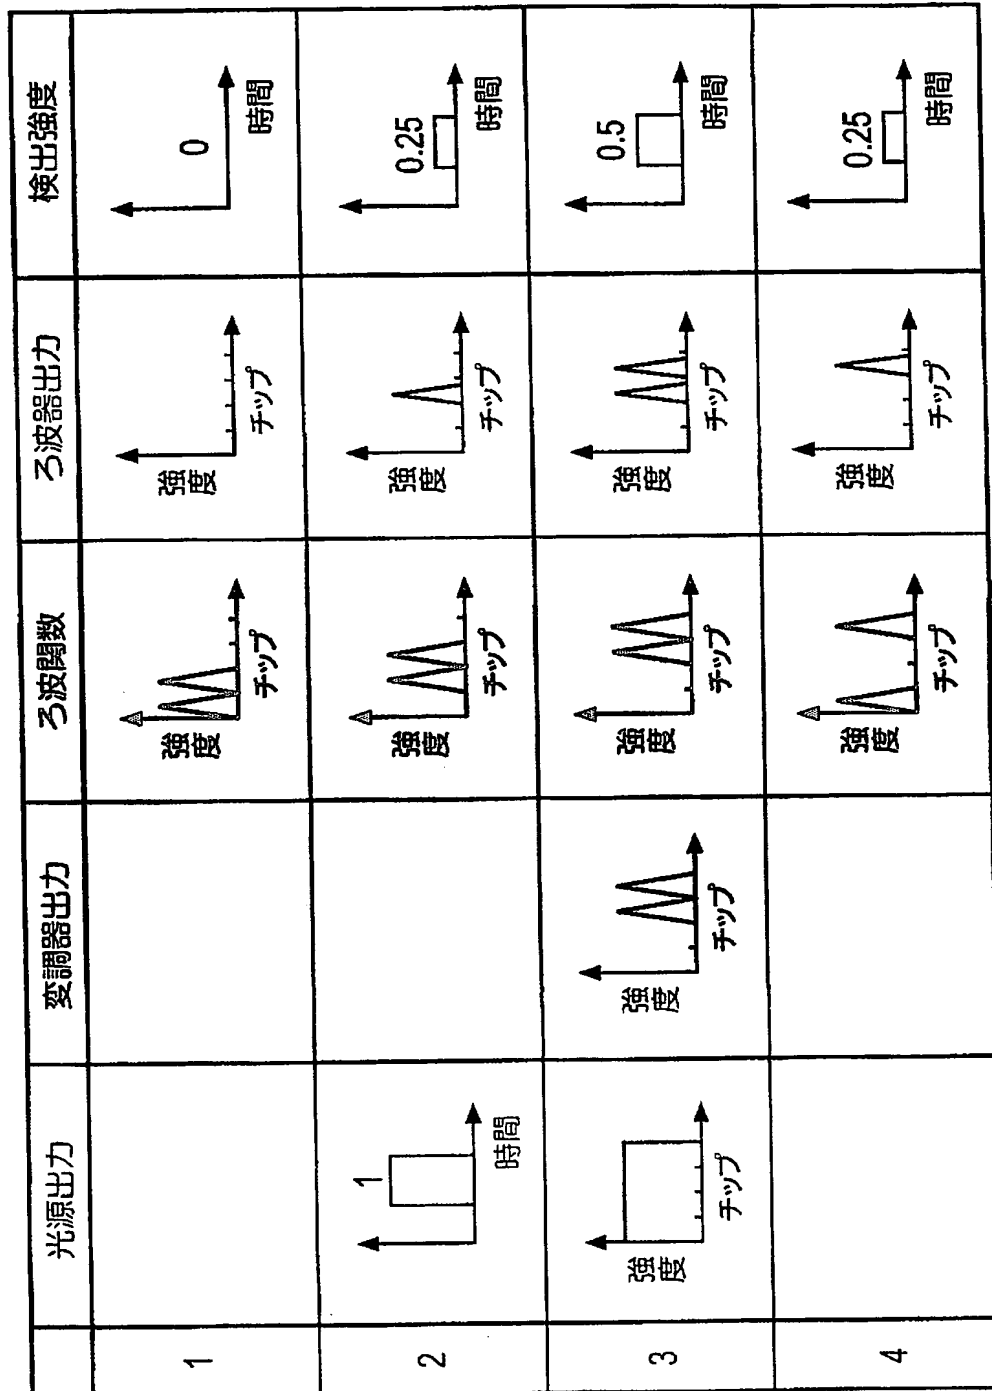 光源出力 変調器出力 ろ波関数 ろ波器出力 検出強度
1
強度
チップ
強度
チップ
0
時間
2
1
時間
強度
チップ
強度
チップ
0.25
時間
3
強度
チップ
強度
チップ
強度
チップ
強度
チップ
0.5
時間
4
強度
チップ
強度
チップ
0.25
時間